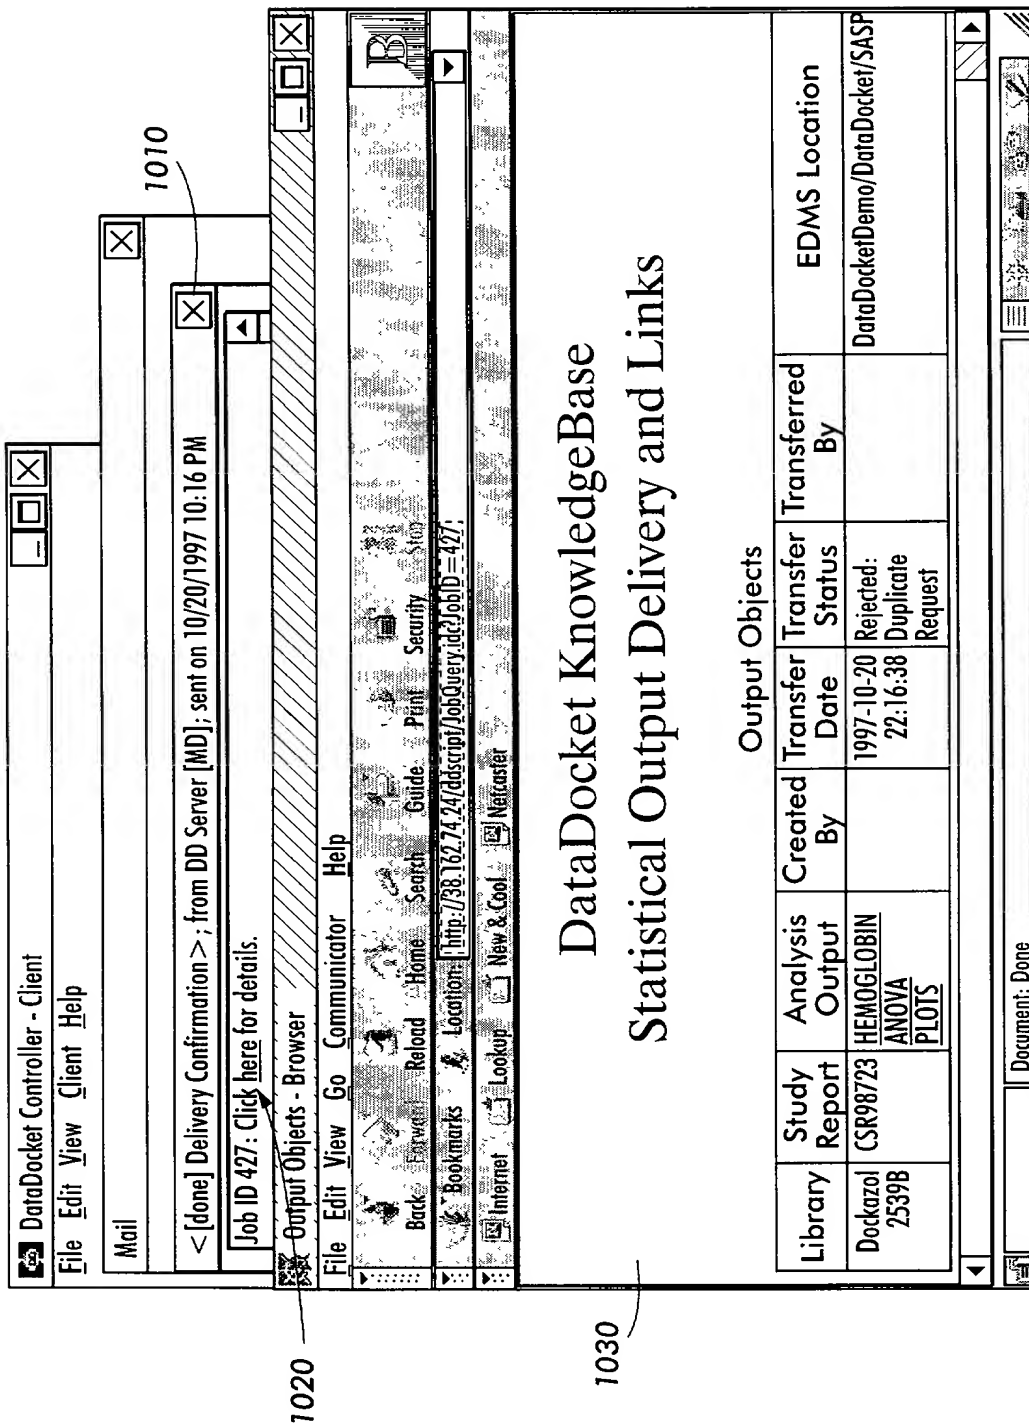 DataDocket Controller - Client
File Edit View Client Help
Mail
1010
< [done] Delivery Confirmation > ; from DD Server [MD] ; sent on 10/20/1997 10:16 PM
Job ID 427: Click here for details.
1020
Output Objects - Browser
File Edit View Go Communicator Help
Back Forward Reload Home Search Guide Print Security Stop
Bookmarks Location: http://38.162.74.24/ddscript/JobQuery.idc?JobID=427
Internet Lookup New & Cool Netcaster
1030
DataDocket KnowledgeBase
Statistical Output Delivery and Links
Output Objects
Library Study Report Analysis Output Created By Transfer Date Transfer Status Transferred By EDMS Location
Dockazol 2539B CSR98723 HEMOGLOBIN ANOVA PLOTS 1997-10-20 22:16:38 Rejected: Duplicate Request DataDocketDemo/DataDocket/SASP
Document: Done